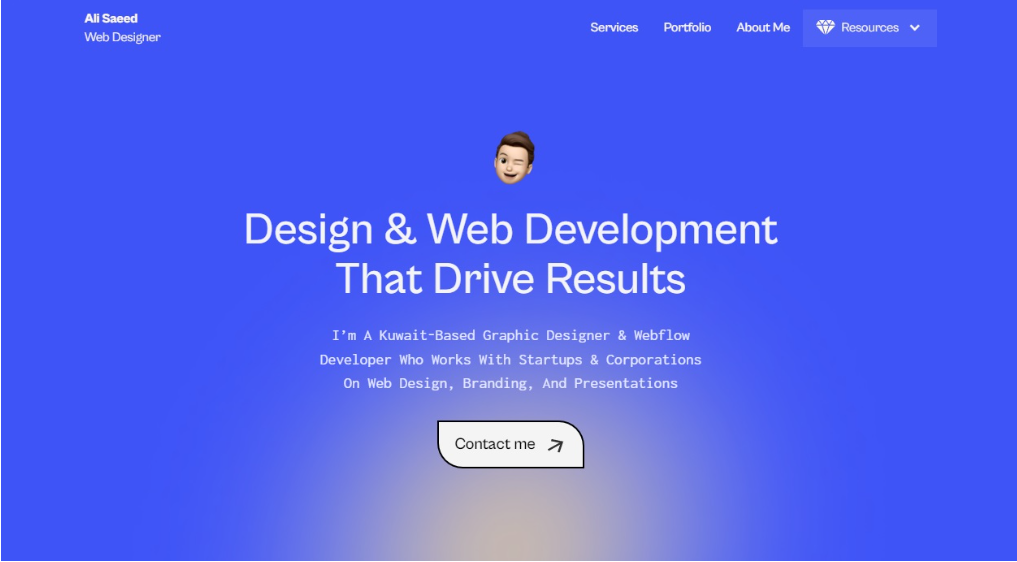 Ali Saeed
Web Designer
Services
Portfolio
About Me
Resources
Design & Web Development
That Drive Results
I'm A Kuwait-Based Graphic Designer & Webflow
Developer Who Works With Startups & Corporations
On Web Design, Branding, And Presentations
Contact me